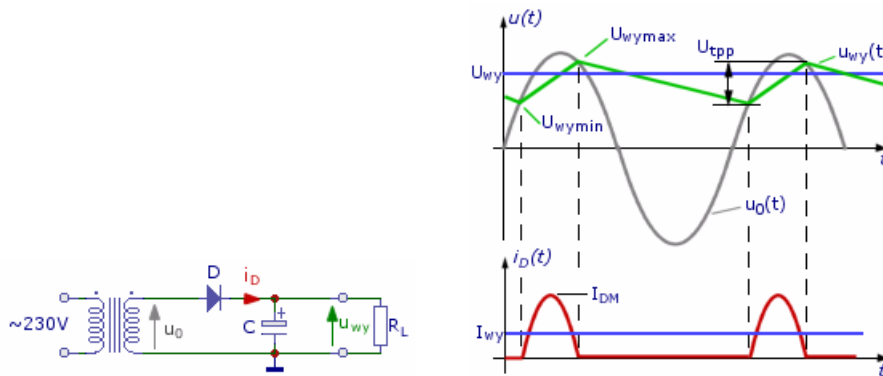 ~230V
u0
D
iD
C
+
uwy
RL
u(t)
Uwymax
Utpp
uwy(t
Uwy
Uwymin
u0(t)
t
iD(t)
IDM
Iwy
t